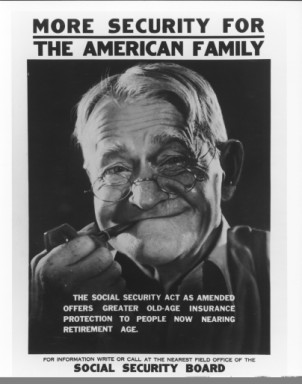 MORE SECURITY FOR
THE AMERICAN FAMILY
THE SOCIAL SECURITY ACT AS AMENDED
OFFERS GREATER OLD-AGE INSURANCE
PROTECTION TO PEOPLE NOW NEARING
RETIREMENT AGE.
FOR INFORMATION WRITE OR CALL AT THE NEAREST FIELD OFFICE OF THE
SOCIAL SECURITY BOARD